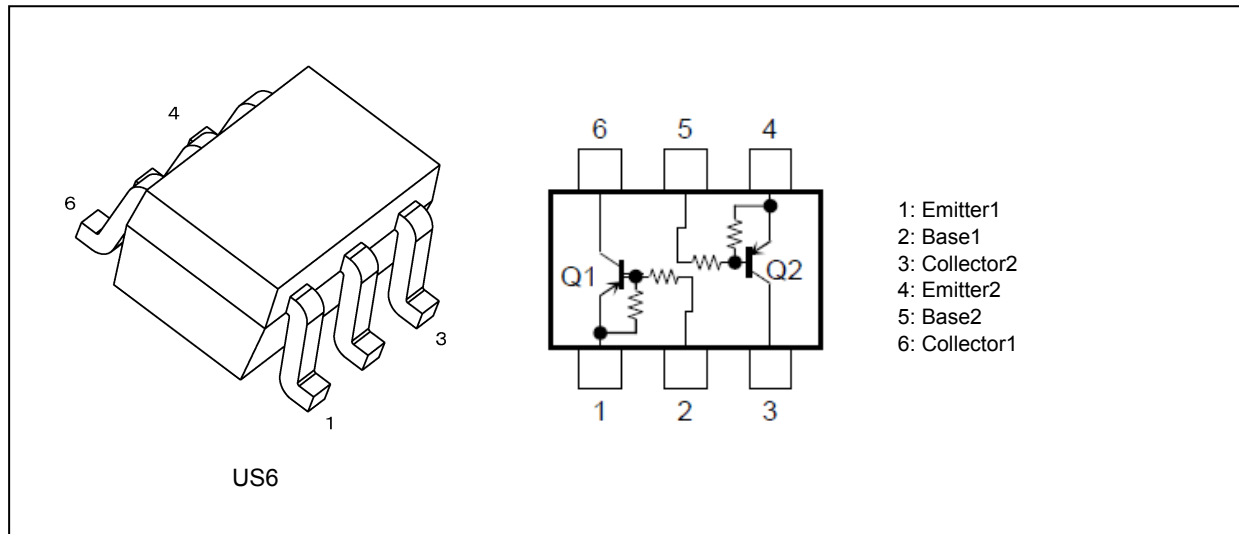 4
6
3
1
US6
6 5 4
Q1
Q2
1 2 3
1: Emitter1
2: Base1
3: Collector2
4: Emitter2
5: Base2
6: Collector1